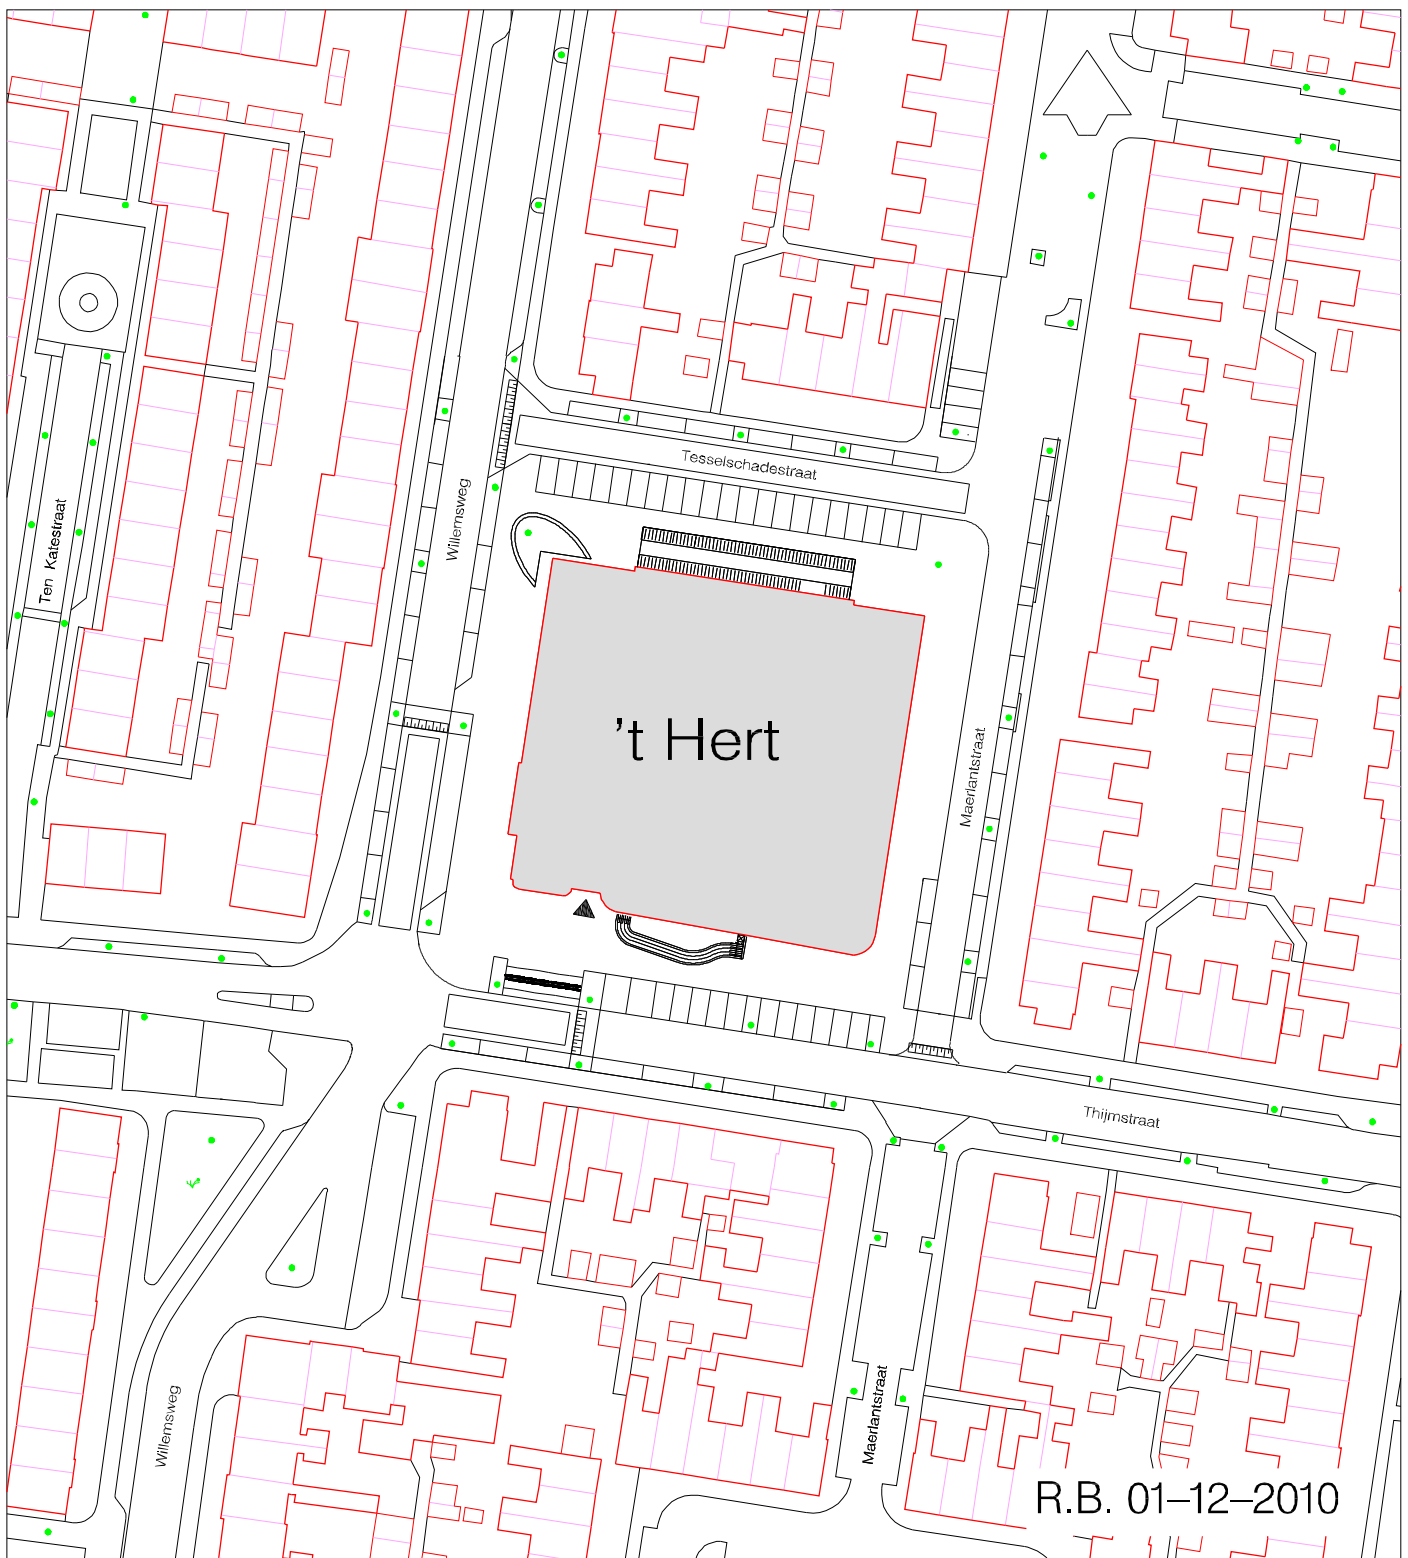 Tesselschadestraat
Willemsweg
Ten Katestraat
't Hert
Maerlantstraat
Thijmstraat
Maerlantstraat
Willemsweg
R.B. 01–12–2010